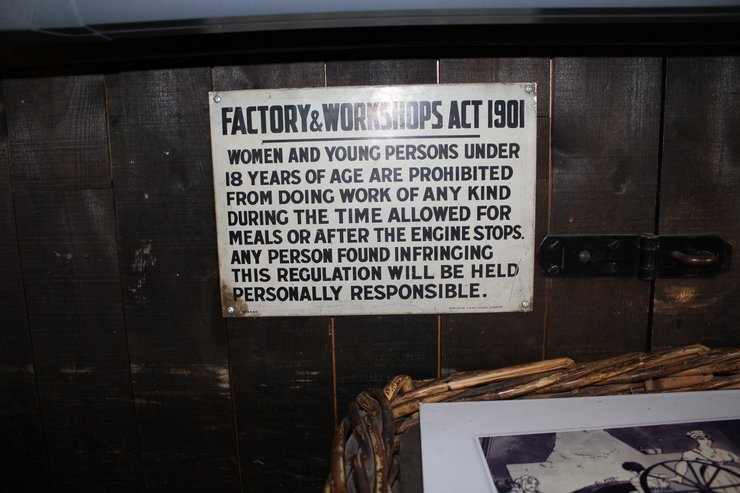 FACTORY & WORKSHOPS ACT 1901
WOMEN AND YOUNG PERSONS UNDER
18 YEARS OF AGE ARE PROHIBITED
FROM DOING WORK OF ANY KIND
DURING THE TIME ALLOWED FOR
MEALS OR AFTER THE ENGINE STOPS.
ANY PERSON FOUND INFRINGING
THIS REGULATION WILL BE HELD
PERSONALLY RESPONSIBLE.